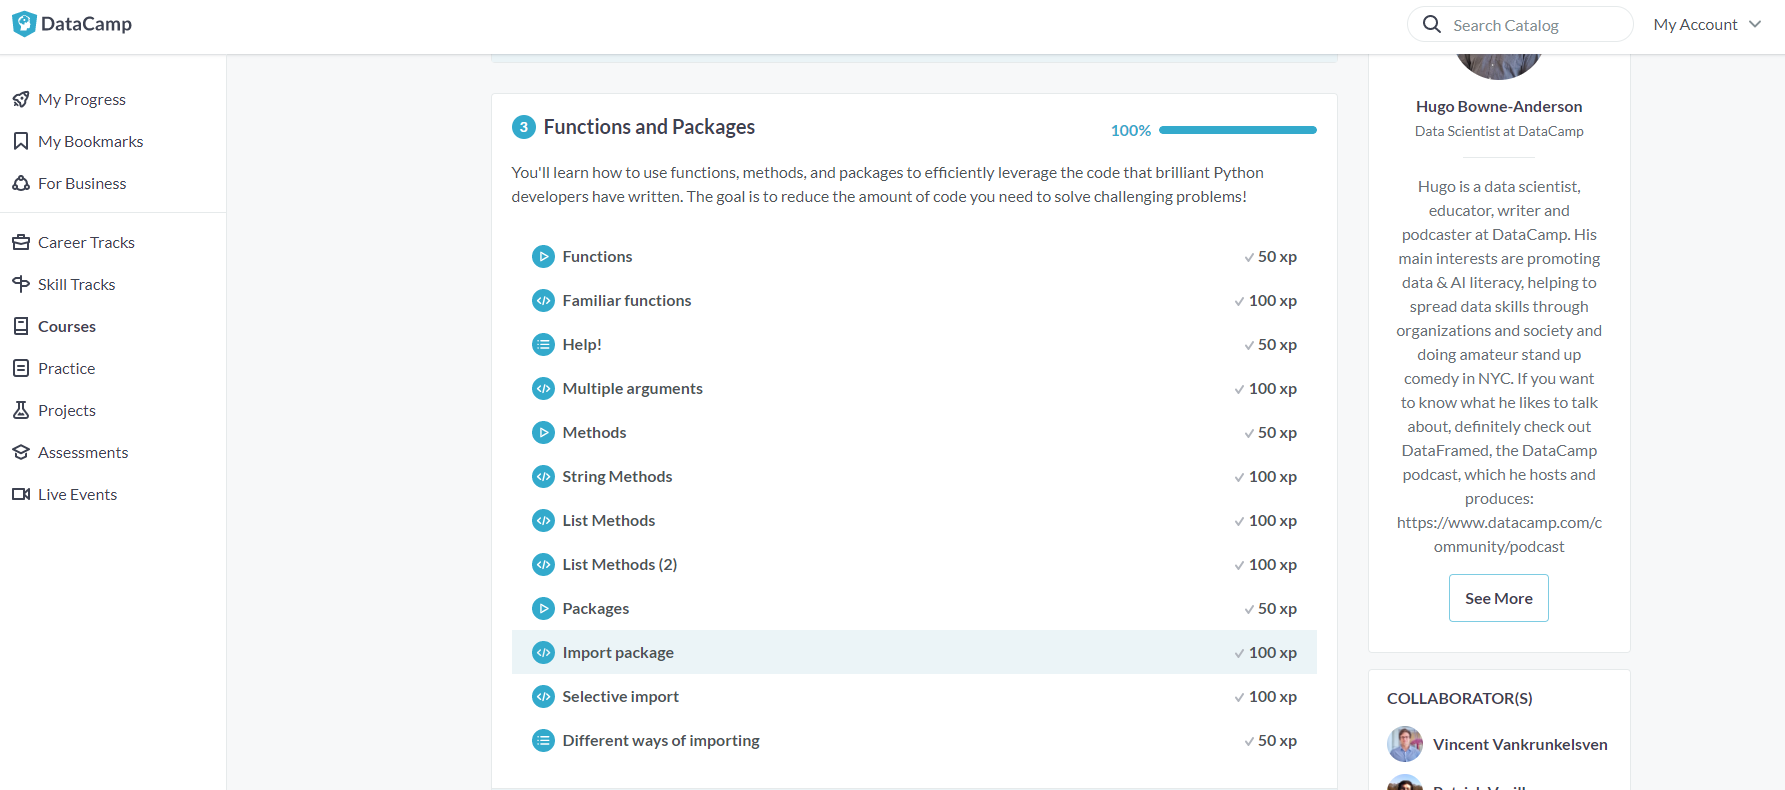 DataCamp
Search Catalog
My Account
My Progress
My Bookmarks
For Business
Career Tracks
Skill Tracks
Courses
Practice
Projects
Assessments
Live Events
3 Functions and Packages
100%
You'll learn how to use functions, methods, and packages to efficiently leverage the code that brilliant Python
developers have written. The goal is to reduce the amount of code you need to solve challenging problems!
Functions 50 xp
Familiar functions 100 xp
Help! 50 xp
Multiple arguments 100 xp
Methods 50 xp
String Methods 100 xp
List Methods 100 xp
List Methods (2) 100 xp
Packages 50 xp
Import package 100 xp
Selective import 100 xp
Different ways of importing 50 xp
Hugo Bowne-Anderson
Data Scientist at DataCamp
Hugo is a data scientist,
educator, writer and
podcaster at DataCamp. His
main interests are promoting
data & AI literacy, helping to
spread data skills through
organizations and society and
doing amateur stand up
comedy in NYC. If you want
to know what he likes to talk
about, definitely check out
DataFramed, the DataCamp
podcast, which he hosts and
produces:
https://www.datacamp.com/c
ommunity/podcast
See More
COLLABORATOR(S)
Vincent Vankrunkelsven